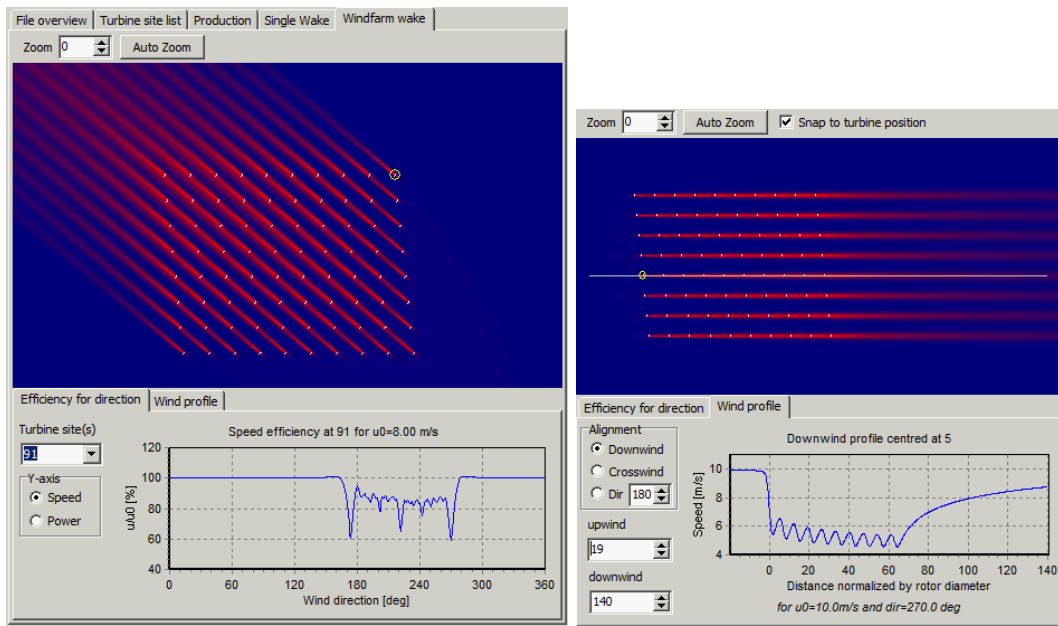 File overview Turbine site list Production Single Wake Windfarm wake
Zoom 0 Auto Zoom
Efficiency for direction Wind profile
Turbine site(s)
91
Y-axis
Speed
Power
Speed efficiency at 91 for u0=8.00 m/s
u/u0 [%]
120
100
80
60
40
0 60 120 180 240 300 360
Wind direction [deg]
Zoom 0 Auto Zoom Snap to turbine position
Efficiency for direction Wind profile
Alignment
Downwind
Crosswind
Dir 180
upwind
19
downwind
140
Downwind profile centred at 5
Speed [m/s]
10
8
6
4
0 20 40 60 80 100 120 140
Distance normalized by rotor diameter
for u0=10.0m/s and dir=270.0 deg